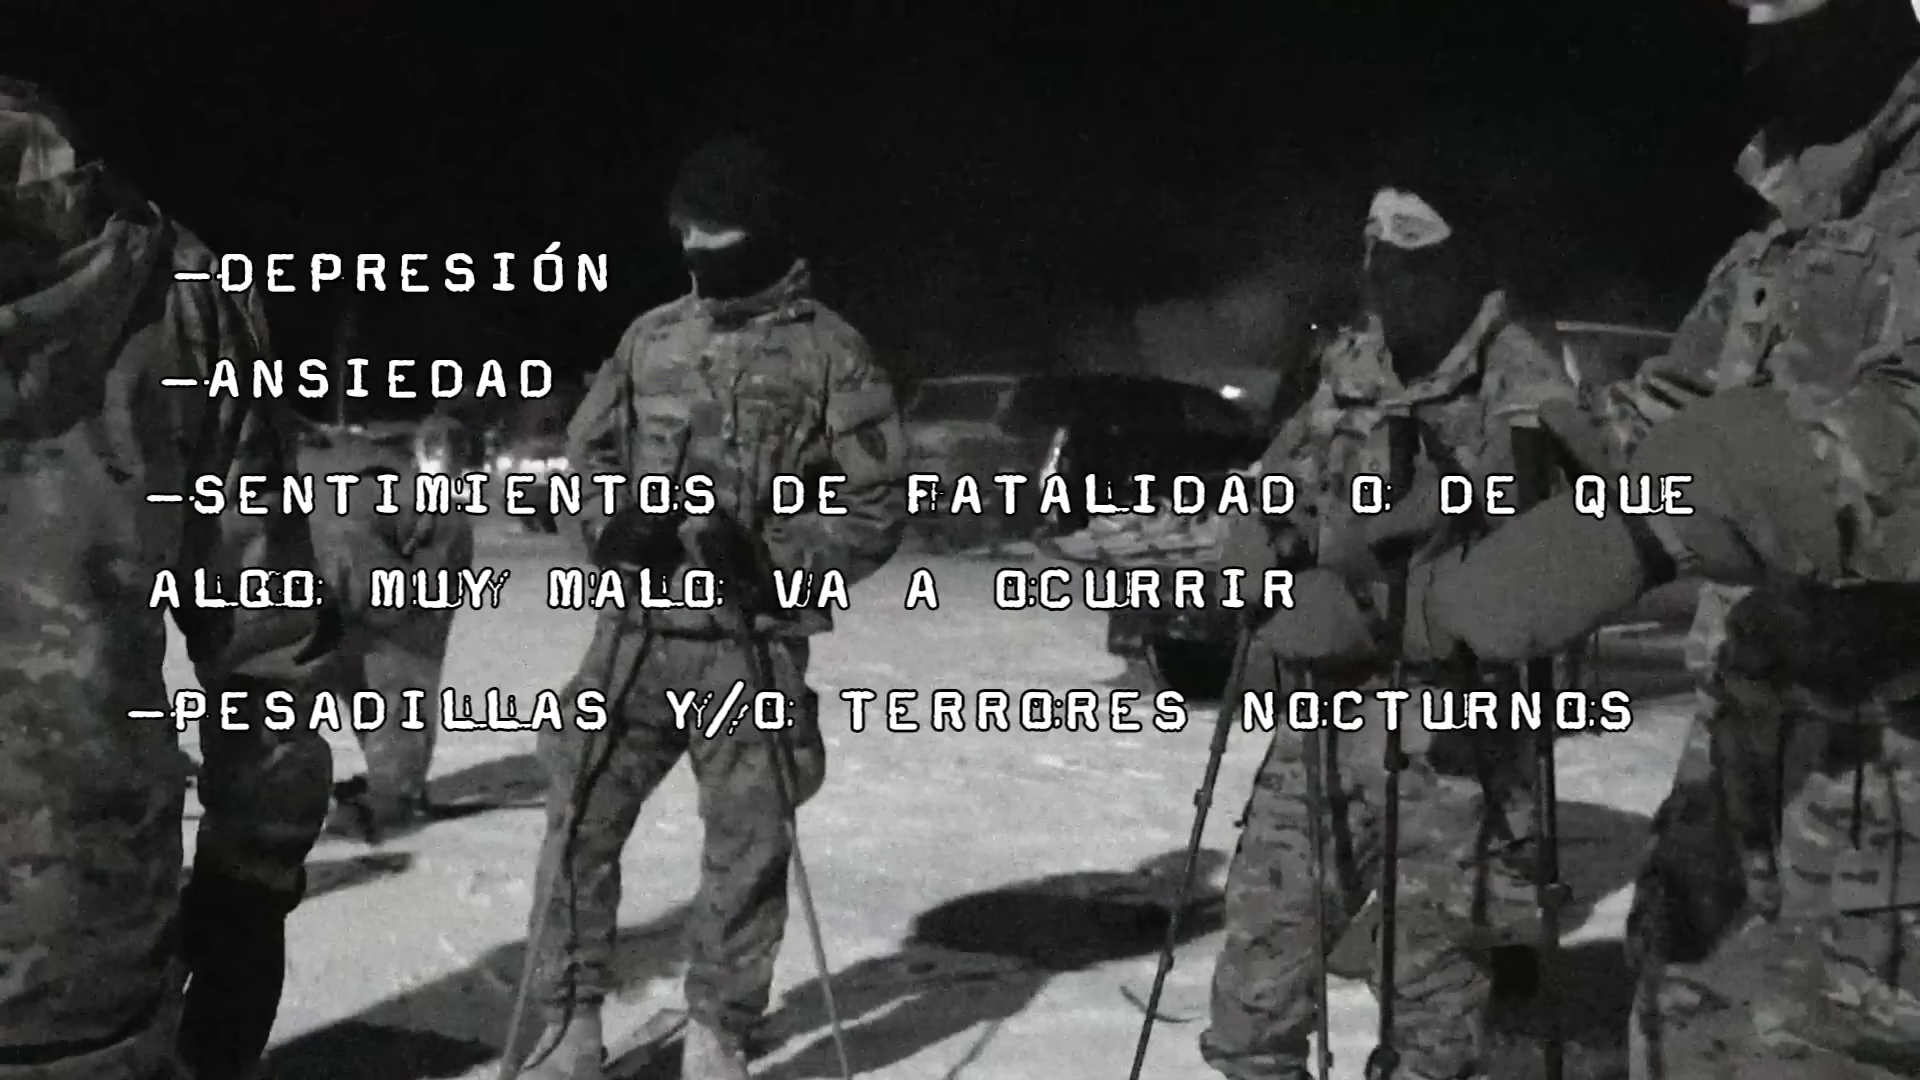 -DEPRESIÓN
-ANSIEDAD
-SENTIMIENTOS DE FATALIDAD O DE QUE
ALGO MUY MALO VA A OCURRIR
-PESADILLAS Y/O TERRORES NOCTURNOS